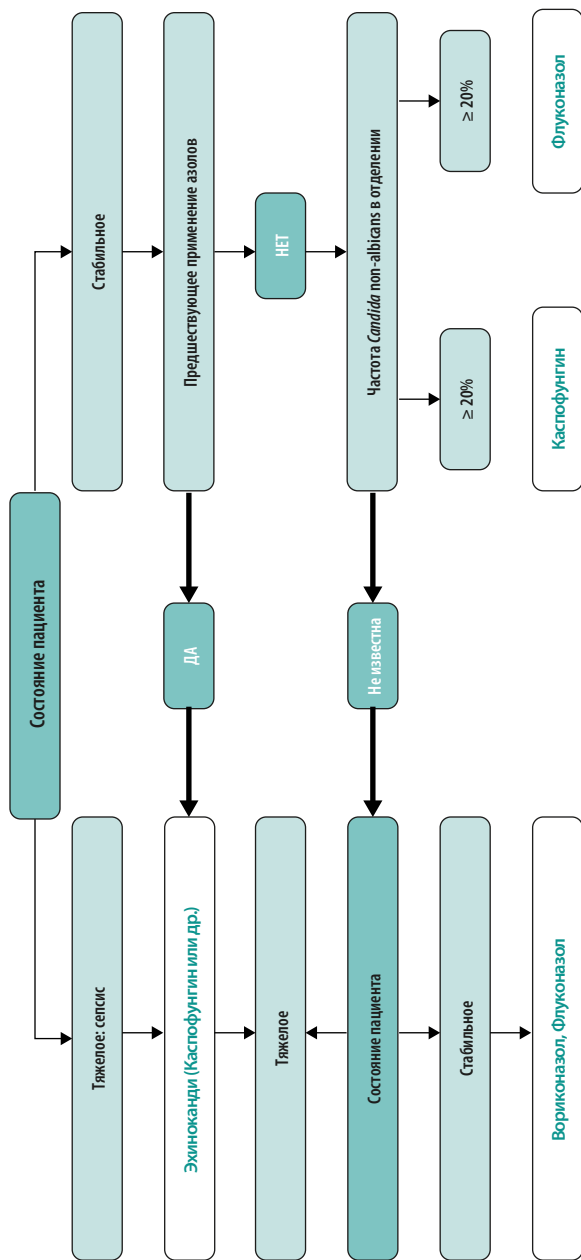 Состояние пациента
Тяжелое: сепсис
Стабильное
Эхиноканди (Каспофунгин или др.)
ДА
Предшествующее применение азолов
НЕТ
Тяжелое
Состояние пациента
Не известна
Частота Candida non-albicans в отделении
Стабильное
≥ 20%
≥ 20%
Вориконазол, Флуконазол
Каспофунгин
Флуконазол